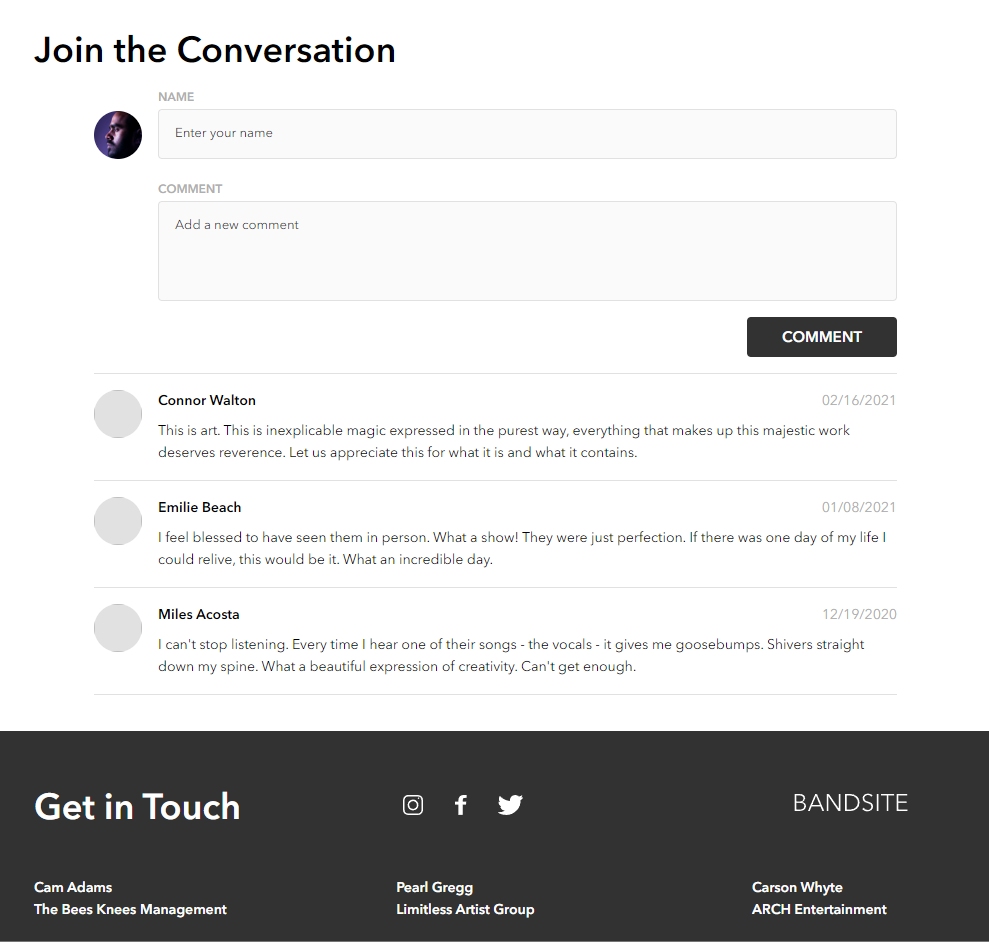 Join the Conversation
NAME
Enter your name
COMMENT
Add a new comment
COMMENT
Connor Walton
02/16/2021
This is art. This is inexplicable magic expressed in the purest way, everything that makes up this majestic work
deserves reverence. Let us appreciate this for what it is and what it contains.
Emilie Beach
01/08/2021
I feel blessed to have seen them in person. What a show! They were just perfection. If there was one day of my life I
could relive, this would be it. What an incredible day.
Miles Acosta
12/19/2020
I can't stop listening. Every time I hear one of their songs - the vocals - it gives me goosebumps. Shivers straight
down my spine. What a beautiful expression of creativity. Can't get enough.
Get in Touch
BANDSITE
Cam Adams
The Bees Knees Management
Pearl Gregg
Limitless Artist Group
Carson Whyte
ARCH Entertainment